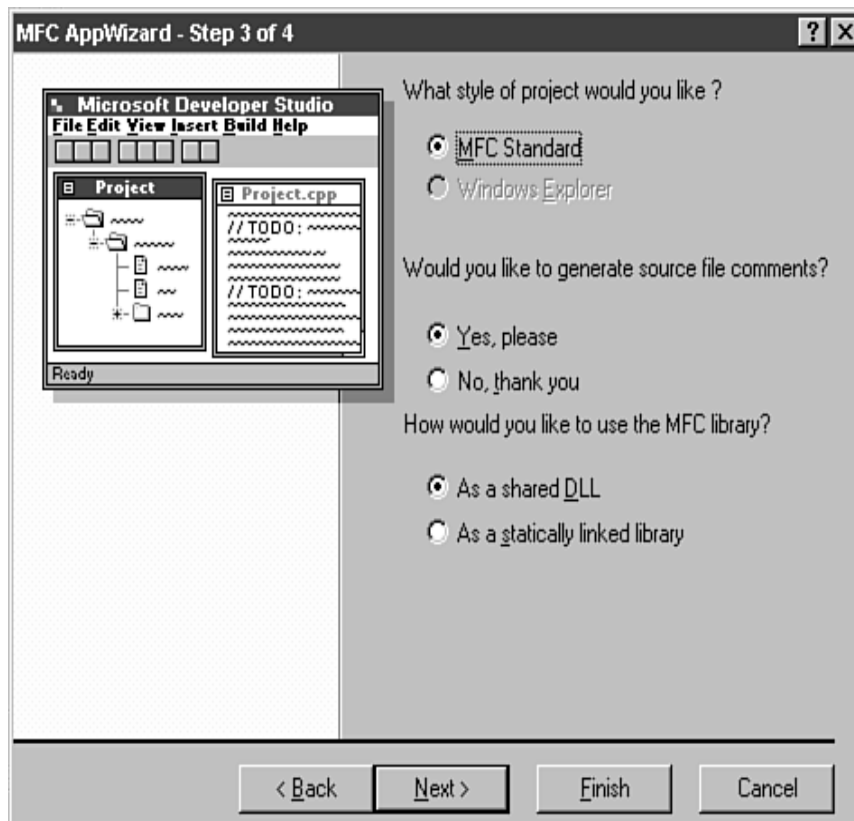 MFC AppWizard - Step 3 of 4
? X
Microsoft Developer Studio
File Edit View Insert Build Help
Project
Project.cpp
//TODO:
//TODO:
Ready
What style of project would you like ?
MFC Standard
Windows Explorer
Would you like to generate source file comments?
Yes, please
No, thank you
How would you like to use the MFC library?
As a shared DLL
As a statically linked library
< Back
Next >
Finish
Cancel